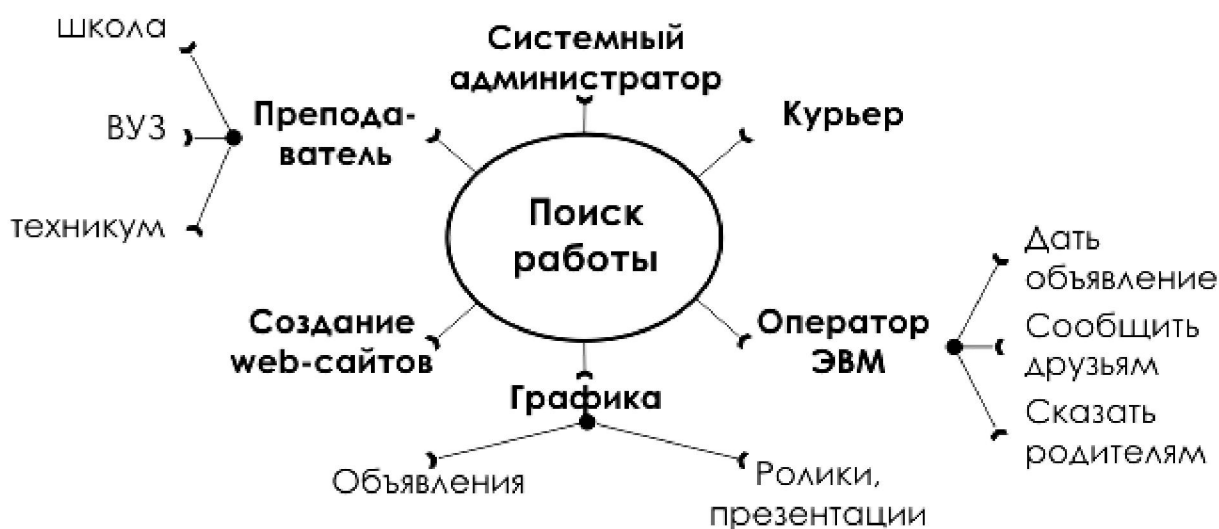 школа
ВУЗ
техникум
Препода-
ватель
Системный
администратор
Курьер
Поиск
работы
Создание
web-сайтов
Графика
Объявления
Ролики,
презентации
Оператор
ЭВМ
Дать
объявление
Сообщить
друзьям
Сказать
родителям